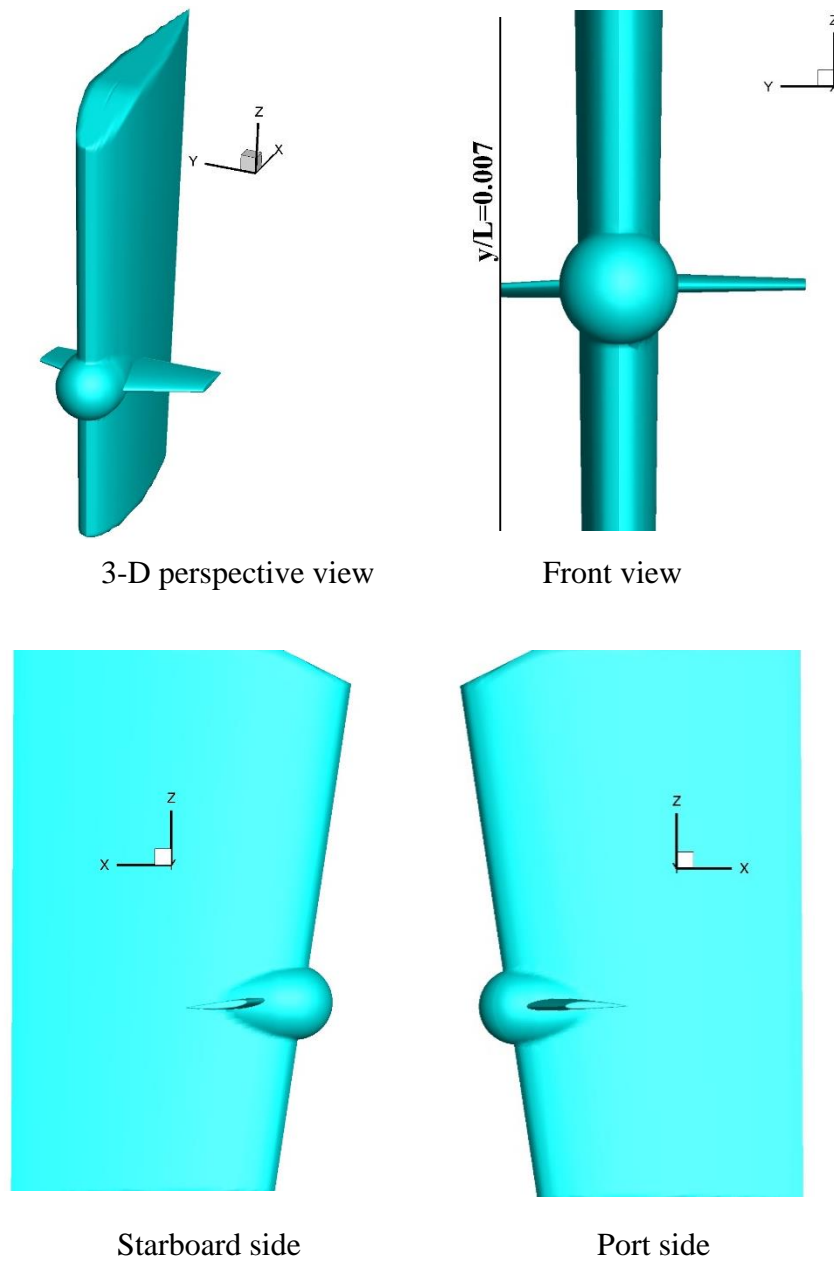 Z
X
Y
3-D perspective view
Z
Y
y/L=0.007
Front view
Z
X
Y
Starboard side
Z
X
Port side